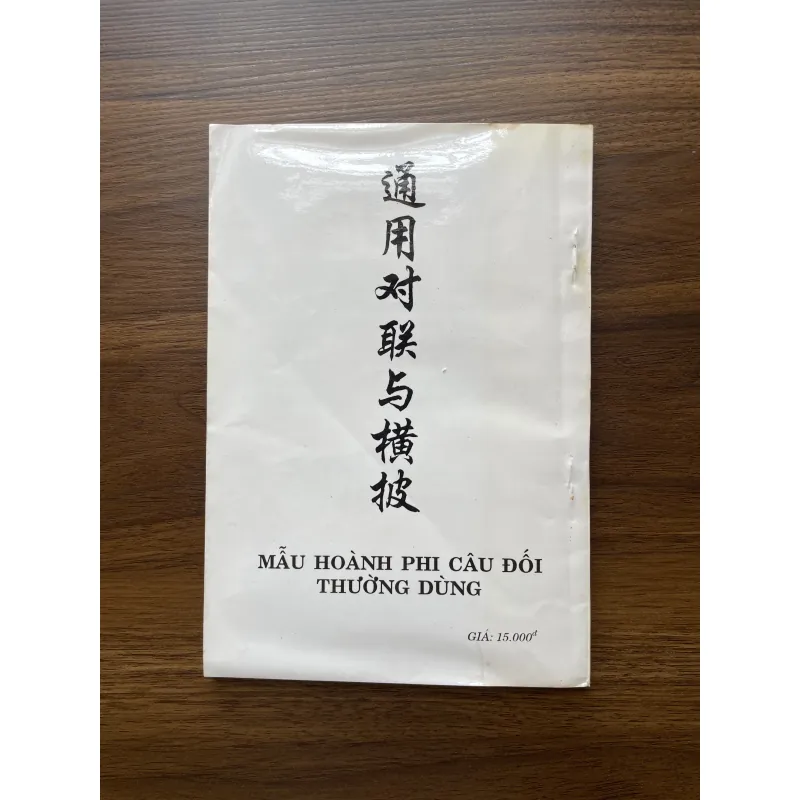 通用对联与横披
MẪU HOÀNH PHI CÂU ĐỐI
THƯỜNG DÙNG
GIÁ: 15.000đ